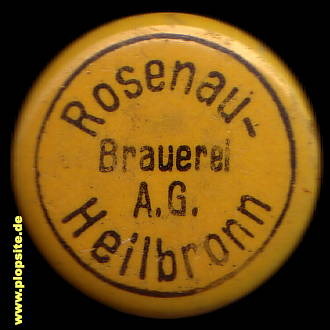 Rosenau-
Brauerei
A.G.
Heilbronn
www.plopsite.de